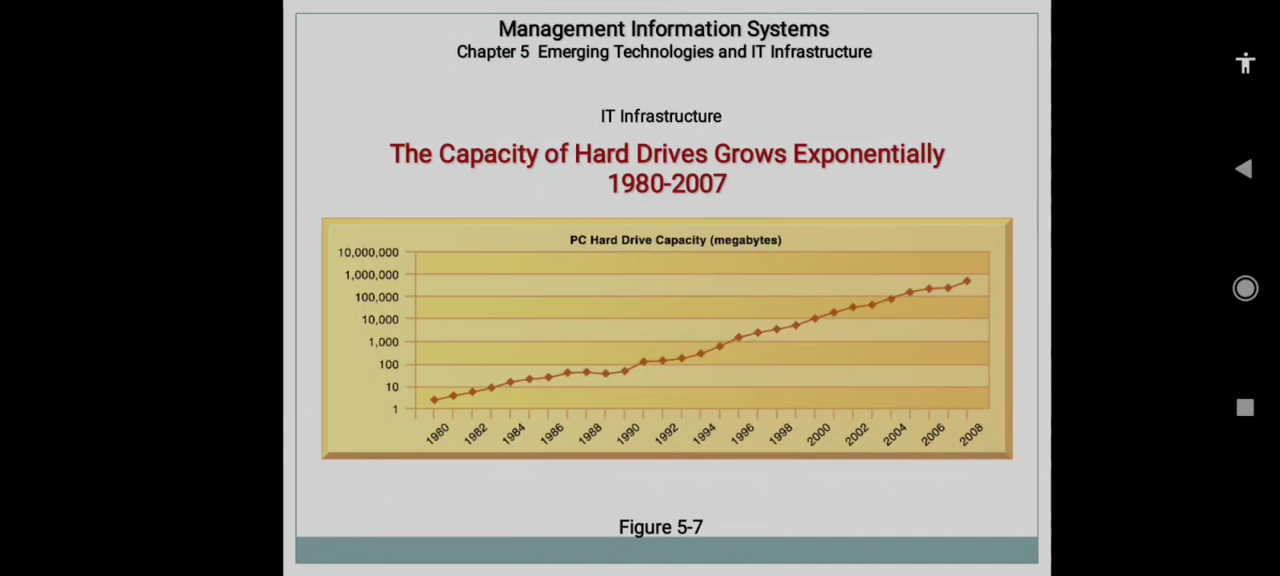 Management Information Systems
Chapter 5 Emerging Technologies and IT Infrastructure
IT Infrastructure
The Capacity of Hard Drives Grows Exponentially
1980-2007
PC Hard Drive Capacity (megabytes)
10,000,000
1,000,000
100,000
10,000
1,000
100
10
1
1980 1982 1984 1986 1988 1990 1992 1994 1996 1998 2000 2002 2004 2006 2008
Figure 5-7